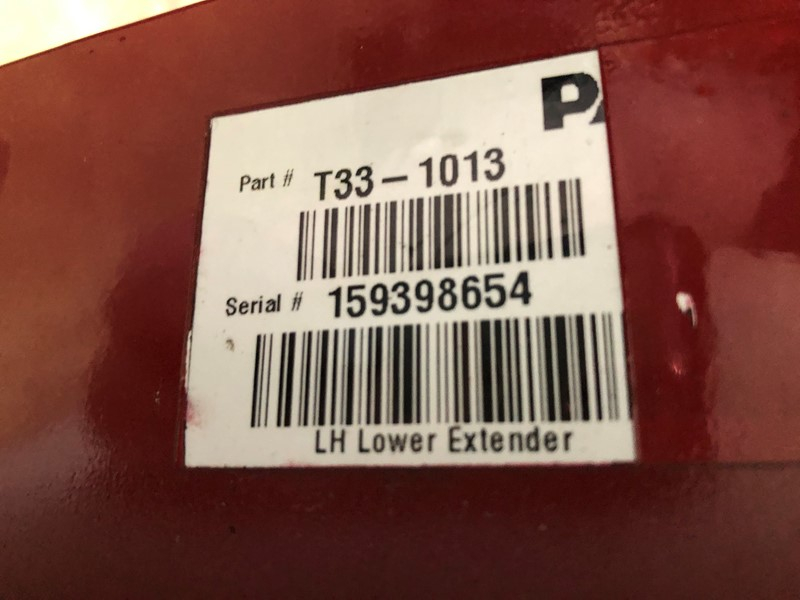 Part # T33-1013
Serial # 159398654
LH Lower Extender